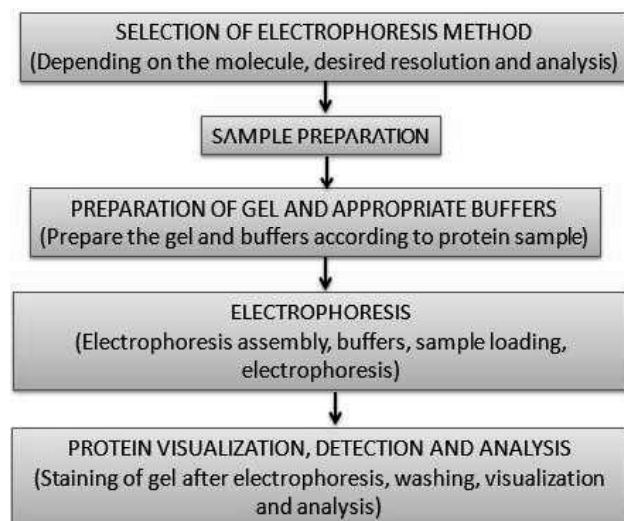 SELECTION OF ELECTROPHORESIS METHOD
(Depending on the molecule, desired resolution and analysis)
SAMPLE PREPARATION
PREPARATION OF GEL AND APPROPRIATE BUFFERS
(Prepare the gel and buffers according to protein sample)
ELECTROPHORESIS
(Electrophoresis assembly, buffers, sample loading,
electrophoresis)
PROTEIN VISUALIZATION, DETECTION AND ANALYSIS
(Staining of gel after electrophoresis, washing, visualization
and analysis)